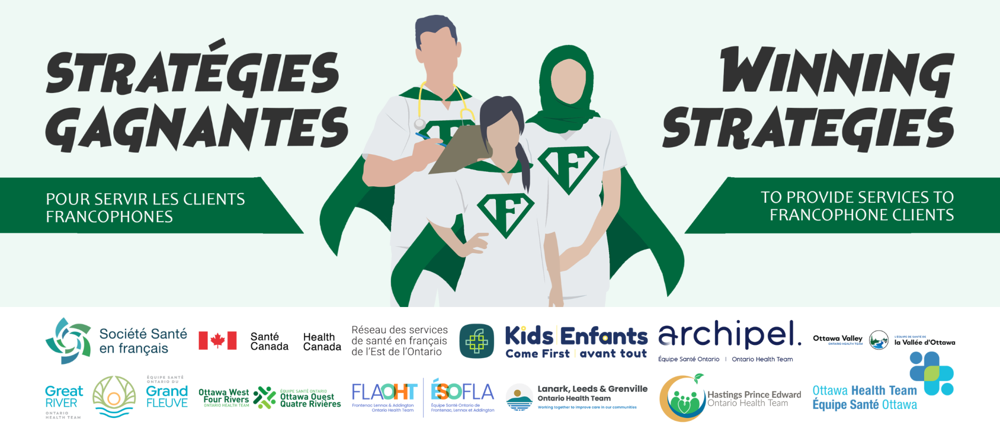 STRATÉGIES
GAGNANTES
POUR SERVIR LES CLIENTS
FRANCOPHONES
WINNING
STRATEGIES
TO PROVIDE SERVICES TO
FRANCOPHONE CLIENTS
F
F
Société Santé
en français
Santé
Canada
Health
Canada
Réseau des services
de santé en français
de l'Est de l'Ontario
Kids Enfants
Come First avant tout
archipel.
Équipe Santé Ontario | Ontario Health Team
Ottawa Valley
ONTARIO HEALTH TEAM
L'ÉQUIPE DE SANTÉ DE
la Vallée d'Ottawa
Great
RIVER
ONTARIO
HEALTH TEAM
ÉQUIPE SANTÉ
ONTARIO DU
Grand
FLEUVE
Ottawa West
Four Rivers
ONTARIO HEALTH TEAM
ÉQUIPE SANTÉ ONTARIO
Ottawa Ouest
Quatre Rivières
FLAOHT
Frontenac Lennox & Addington
Ontario Health Team
ÉSOFLA
Équipe Santé Ontario de
Frontenac, Lennox et Addington
Lanark, Leeds & Grenville
Ontario Health Team
Working together to improve care in our communities
Hastings Prince Edward
Ontario Health Team
Ottawa Health Team
Équipe Santé Ottawa